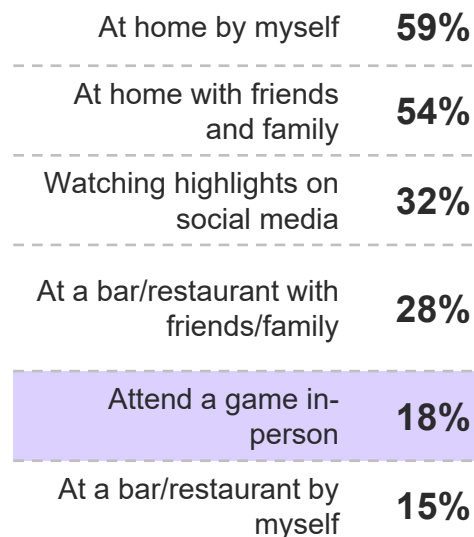 At home by myself 59%
At home with friends
and family 54%
Watching highlights on
social media 32%
At a bar/restaurant with
friends/family 28%
Attend a game in-
person 18%
At a bar/restaurant by
myself 15%